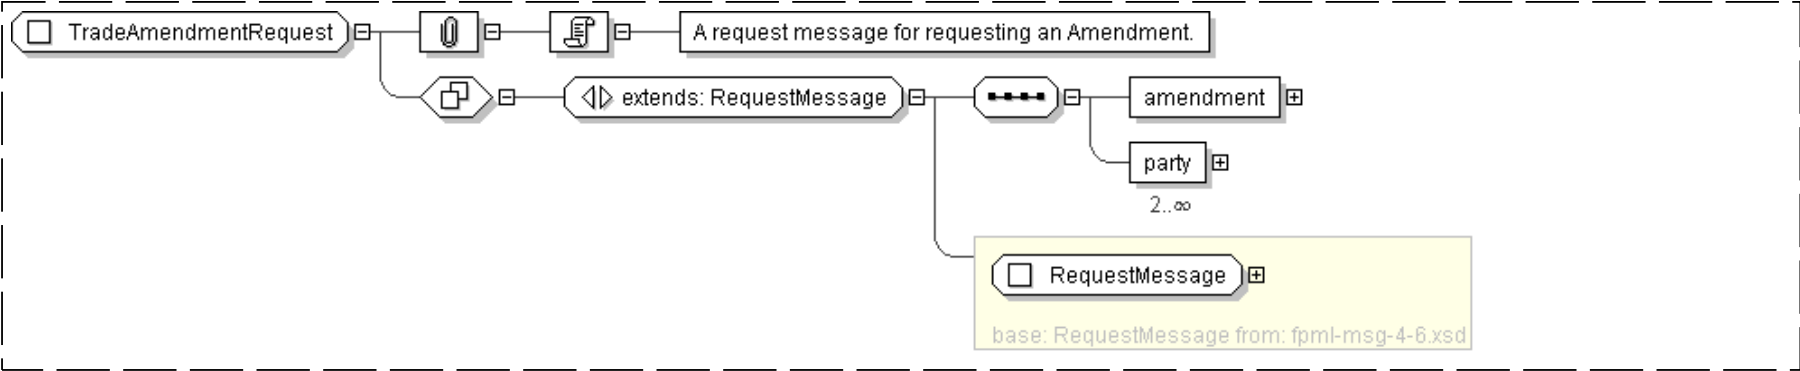 TradeAmendmentRequest
A request message for requesting an Amendment.
extends: RequestMessage
amendment
party
2..∞
RequestMessage
base: RequestMessage from: fpml-msg-4-6.xsd